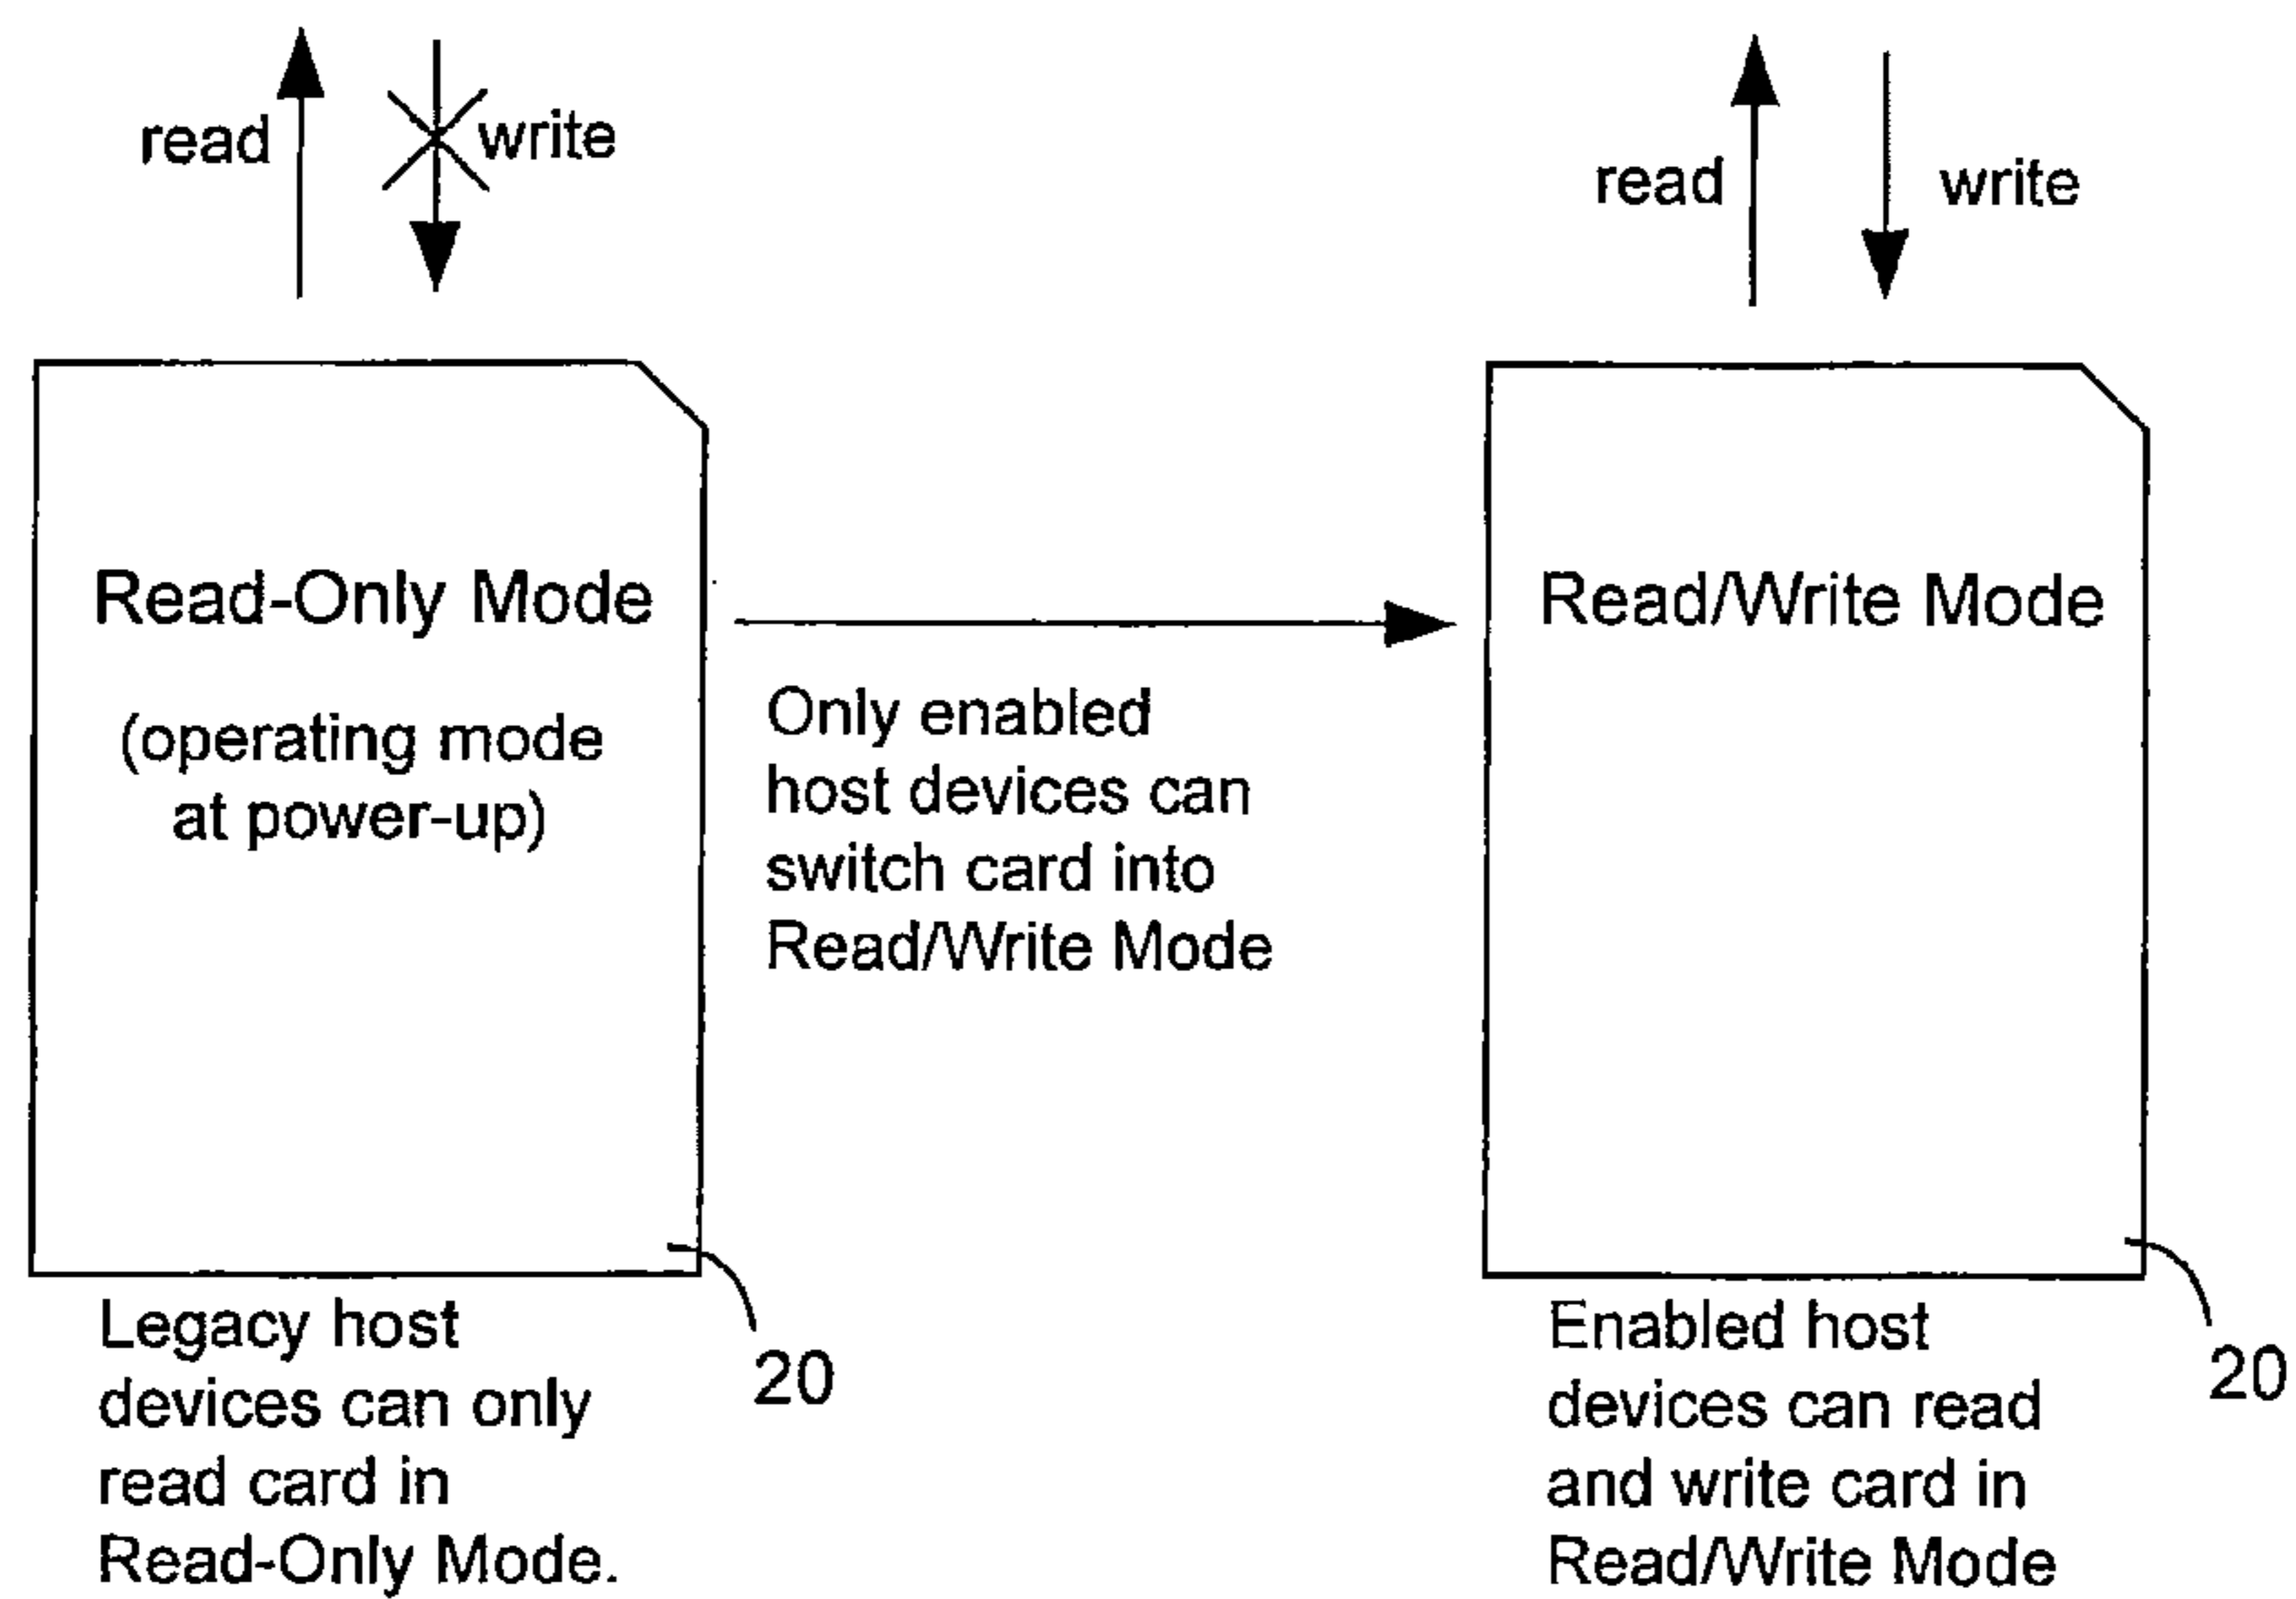 read
write
Read-Only Mode
(operating mode
at power-up)
Only enabled
host devices can
switch card into
Read/Write Mode
read
write
Read/Write Mode
Legacy host
devices can only
read card in
Read-Only Mode.
20
Enabled host
devices can read
and write card in
Read/Write Mode
20